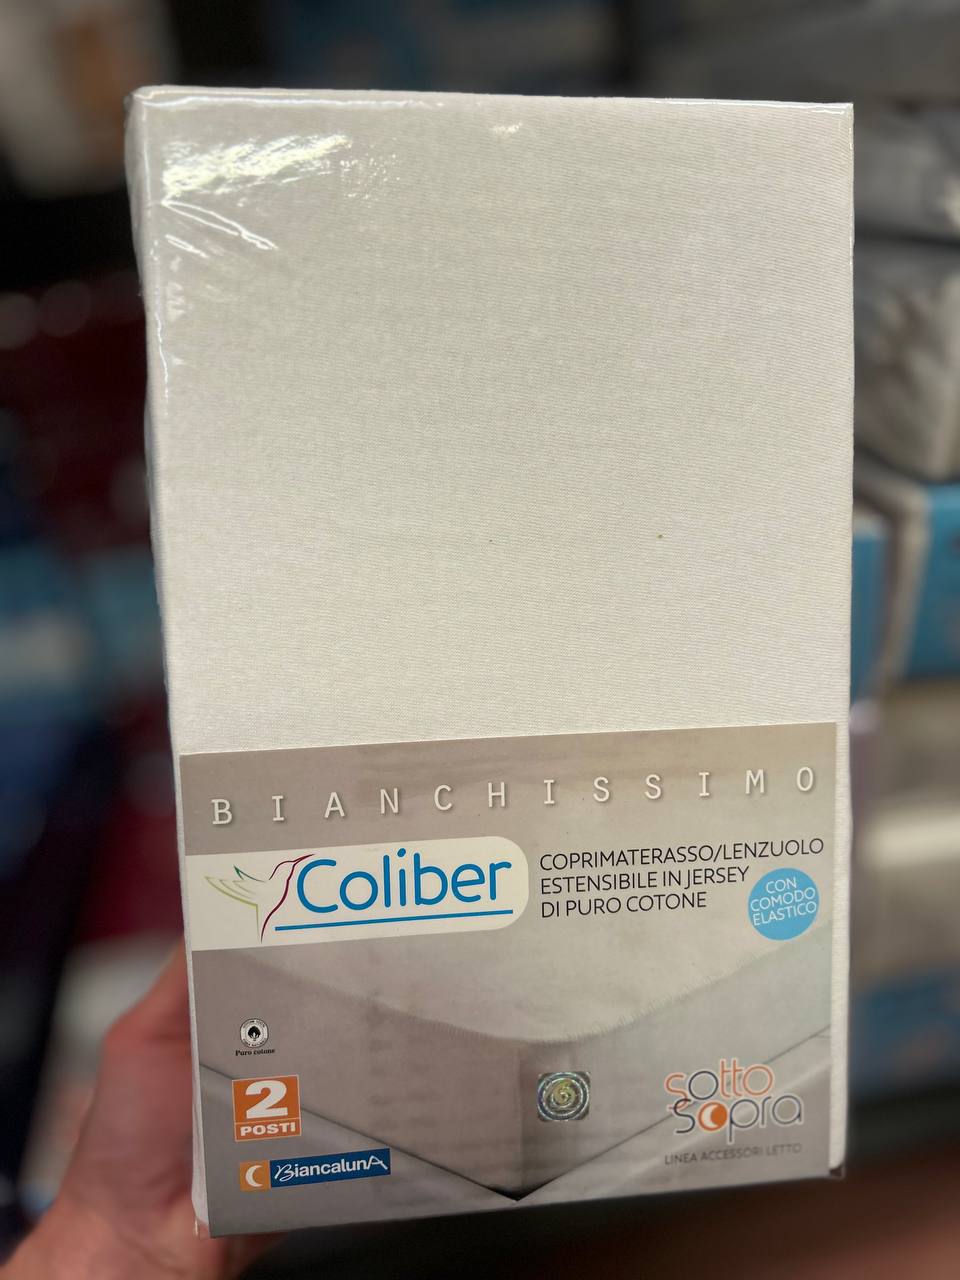 BIANCHISSIMO
Coliber
COPRIMATERASSO/LENZUOLO
ESTENSIBILE IN JERSEY
DI PURO COTONE
CON
COMODO
ELASTICO
Puro cotone
2
POSTI
BiancalunA
sotto
sopra
LINEA ACCESSORI LETTO